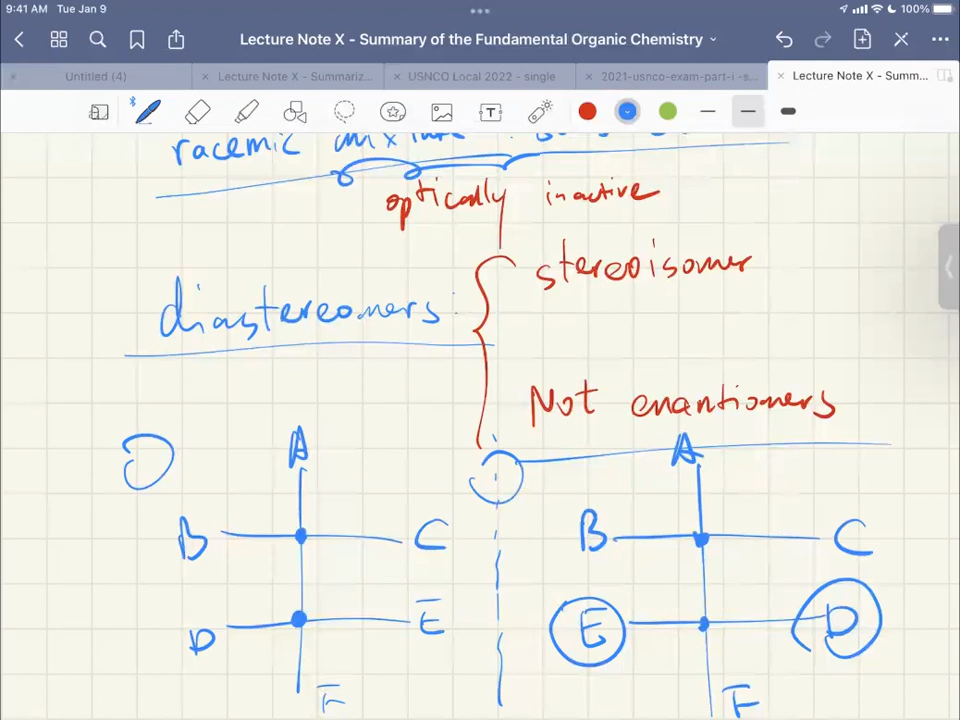 9:41 AM Tue Jan 9 100%
Lecture Note X - Summary of the Fundamental Organic Chemistry
Untitled (4) Lecture Note X - Summariz... USNCO Local 2022 - single 2021-usnco-exam-part-i -s... Lecture Note X - Summ...
racemic mixture
optically inactive
diastereomers
stereoisomer
Not enantiomers
A A
B C B C
D E E D
F F